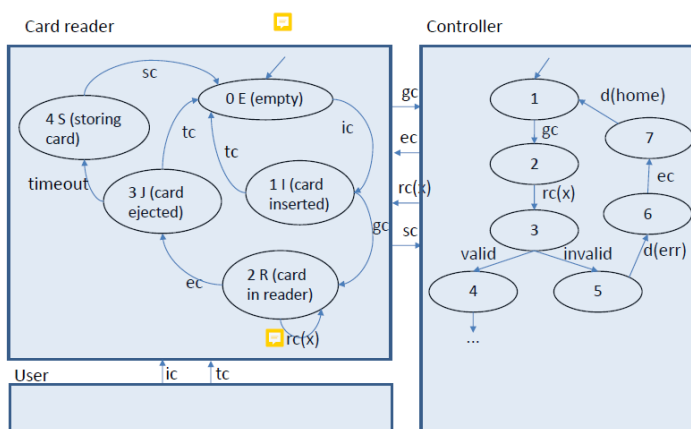 Card reader
Controller
sc
0 E (empty)
gc
1
d(home)
4 S (storing
card)
tc
tc
ic
ec
gc
7
timeout
3 J (card
ejected)
1 I (card
inserted)
rc(x)
2
rc(x)
ec
gc
sc
3
6
valid
invalid
d(err)
ec
2 R (card
in reader)
4
5
rc(x)
...
User
ic
tc